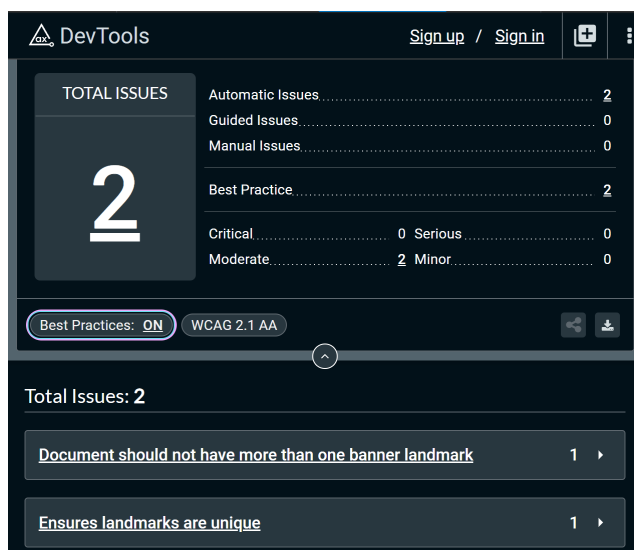 ax DevTools Sign up / Sign in
TOTAL ISSUES
2
Automatic Issues 2
Guided Issues 0
Manual Issues 0
Best Practice 2
Critical 0 Serious 0
Moderate 2 Minor 0
Best Practices: ON WCAG 2.1 AA
Total Issues: 2
Document should not have more than one banner landmark 1
Ensures landmarks are unique 1